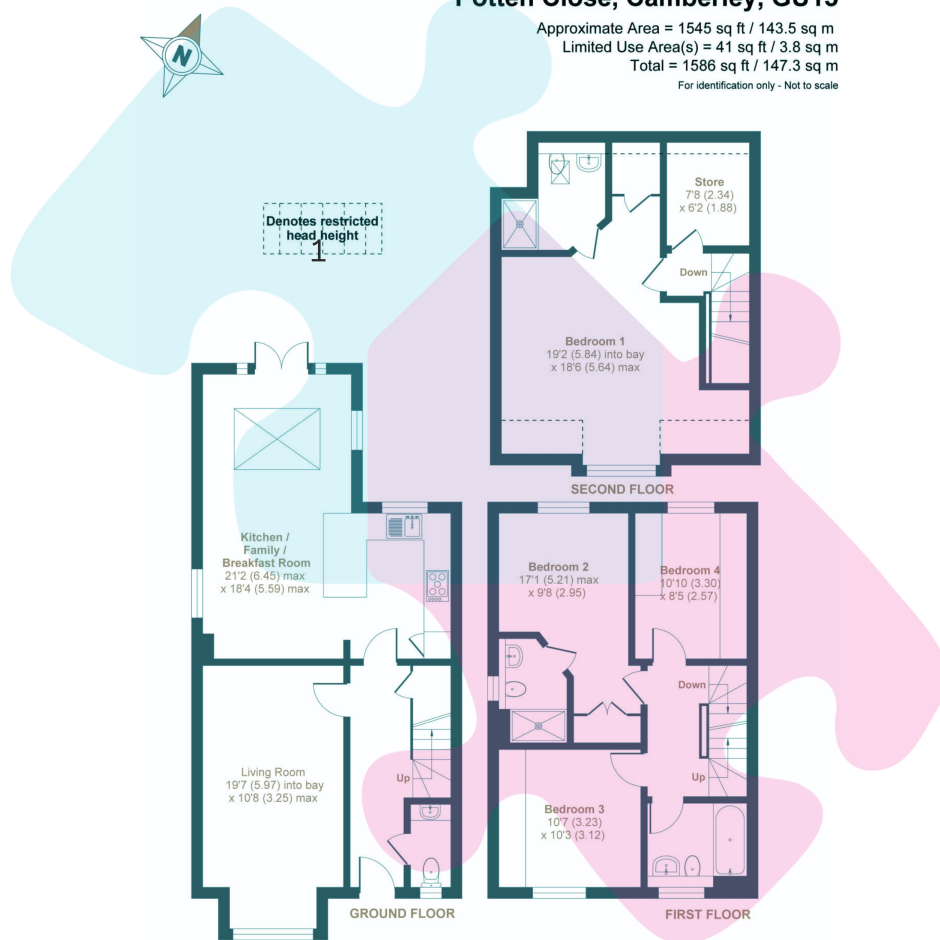 Potten Close, Camberley, GU15
Approximate Area = 1545 sq ft / 143.5 sq m
Limited Use Area(s) = 41 sq ft / 3.8 sq m
Total = 1586 sq ft / 147.3 sq m
For identification only - Not to scale
N
Denotes restricted
head height
1
Store
7'8 (2.34)
x 6'2 (1.88)
Down
Bedroom 1
19'2 (5.84) into bay
x 18'6 (5.64) max
SECOND FLOOR
Kitchen /
Family /
Breakfast Room
21'2 (6.45) max
x 18'4 (5.59) max
Living Room
19'7 (5.97) into bay
x 10'8 (3.25) max
Up
GROUND FLOOR
Bedroom 2
17'1 (5.21) max
x 9'8 (2.95)
Bedroom 4
10'10 (3.30)
x 8'5 (2.57)
Down
Up
Bedroom 3
10'7 (3.23)
x 10'3 (3.12)
FIRST FLOOR